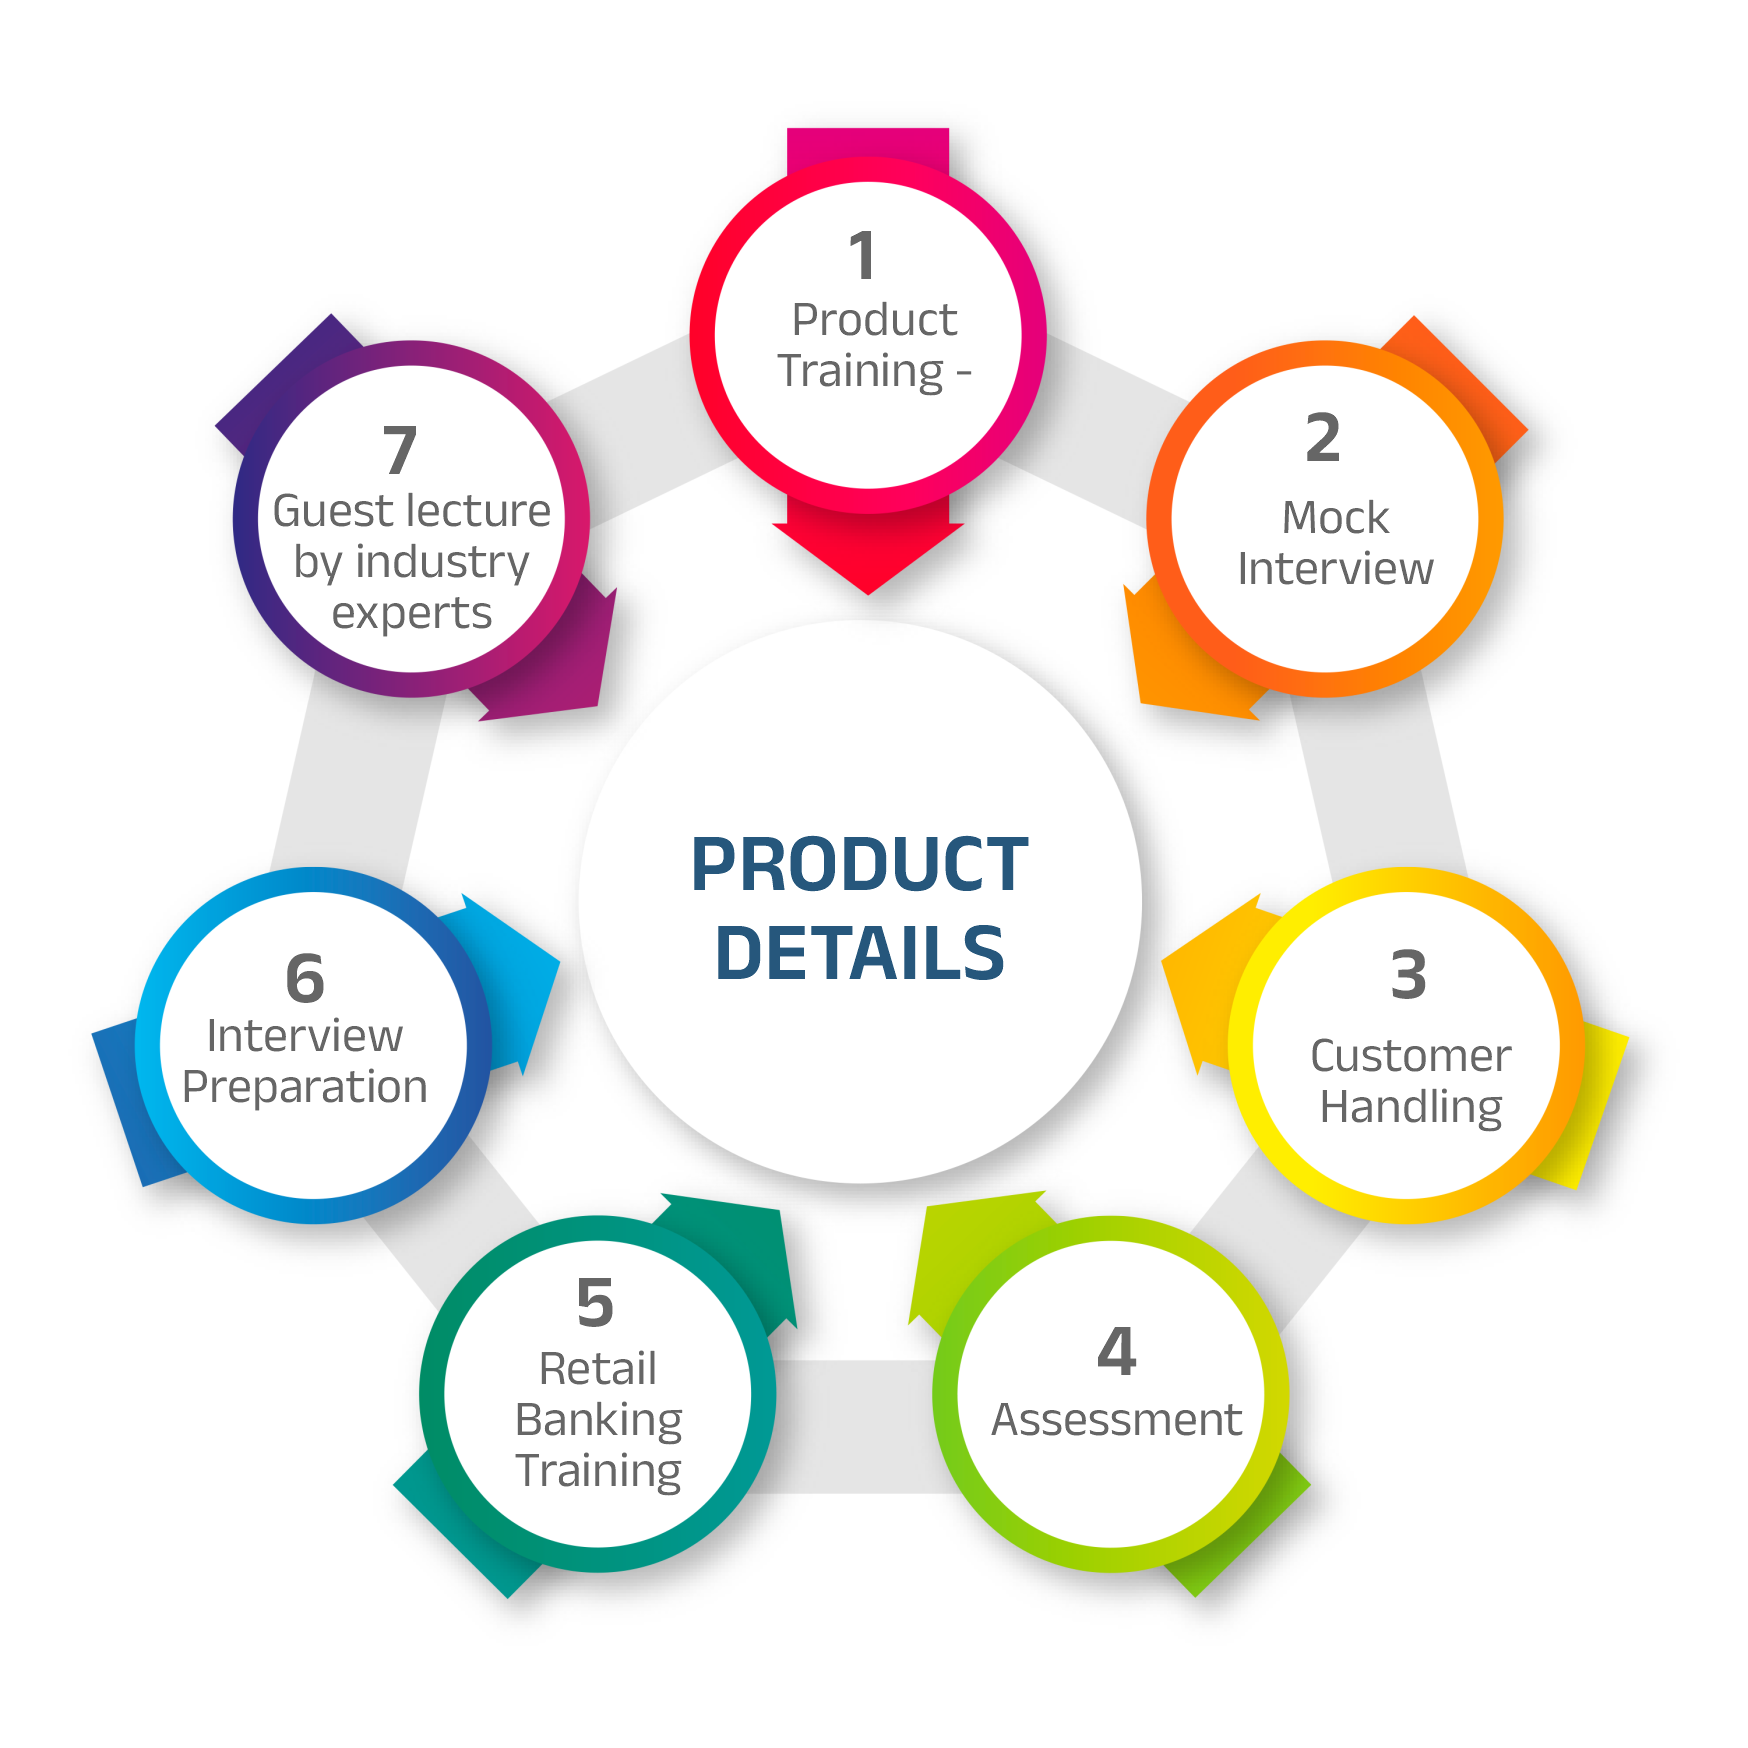 1
Product
Training -
2
Mock
Interview
3
Customer
Handling
4
Assessment
5
Retail
Banking
Training
6
Interview
Preparation
7
Guest lecture
by industry
experts
PRODUCT
DETAILS